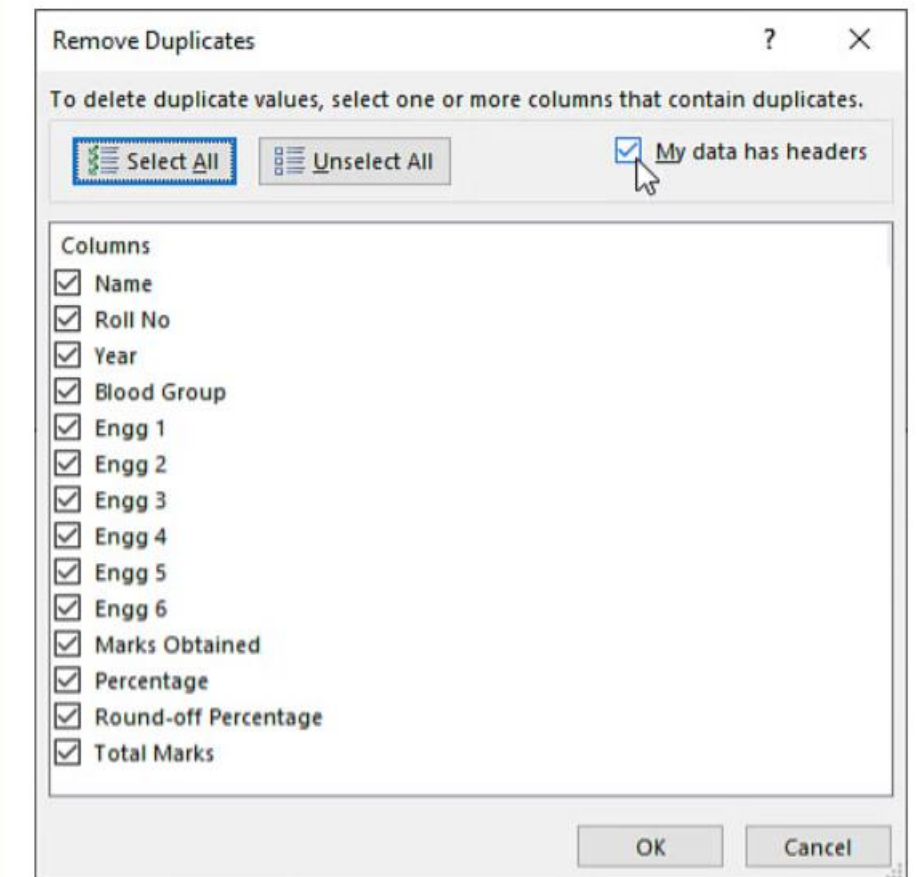 Remove Duplicates ?
To delete duplicate values, select one or more columns that contain duplicates.
Select All Unselect All My data has headers
Columns
Name
Roll No
Year
Blood Group
Engg 1
Engg 2
Engg 3
Engg 4
Engg 5
Engg 6
Marks Obtained
Percentage
Round-off Percentage
Total Marks
OK Cancel